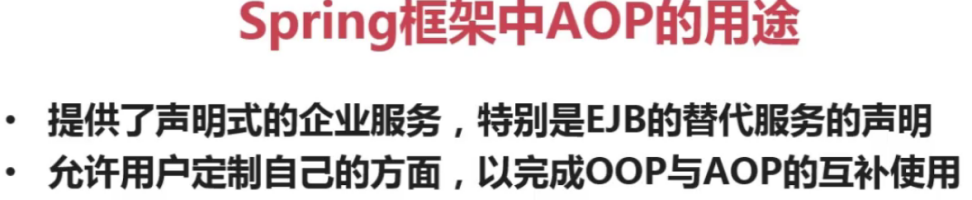 Spring框架中AOP的用途
• 提供了声明式的企业服务，特别是EJB的替代服务的声明
• 允许用户定制自己的方面，以完成OOP与AOP的互补使用